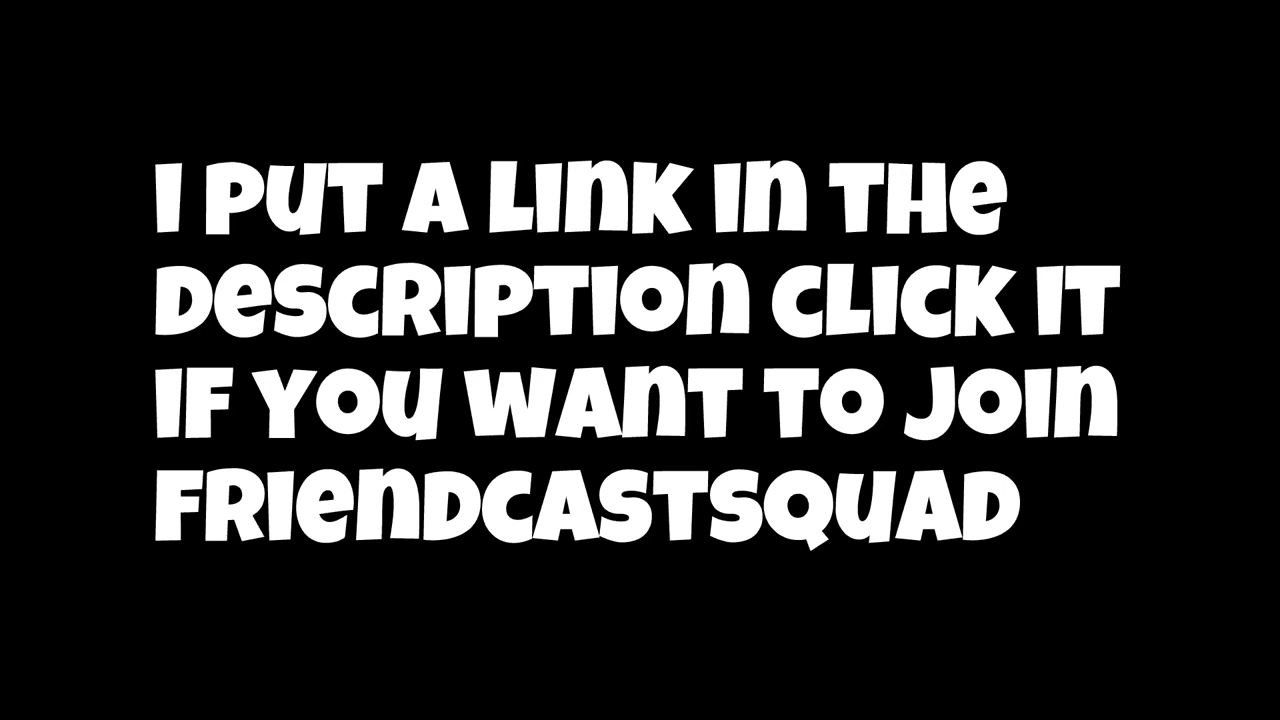 I PUT A LINK IN THE
DESCRIPTION CLICK IT
IF YOU WANT TO JOIN
FRIENDCASTSQUAD